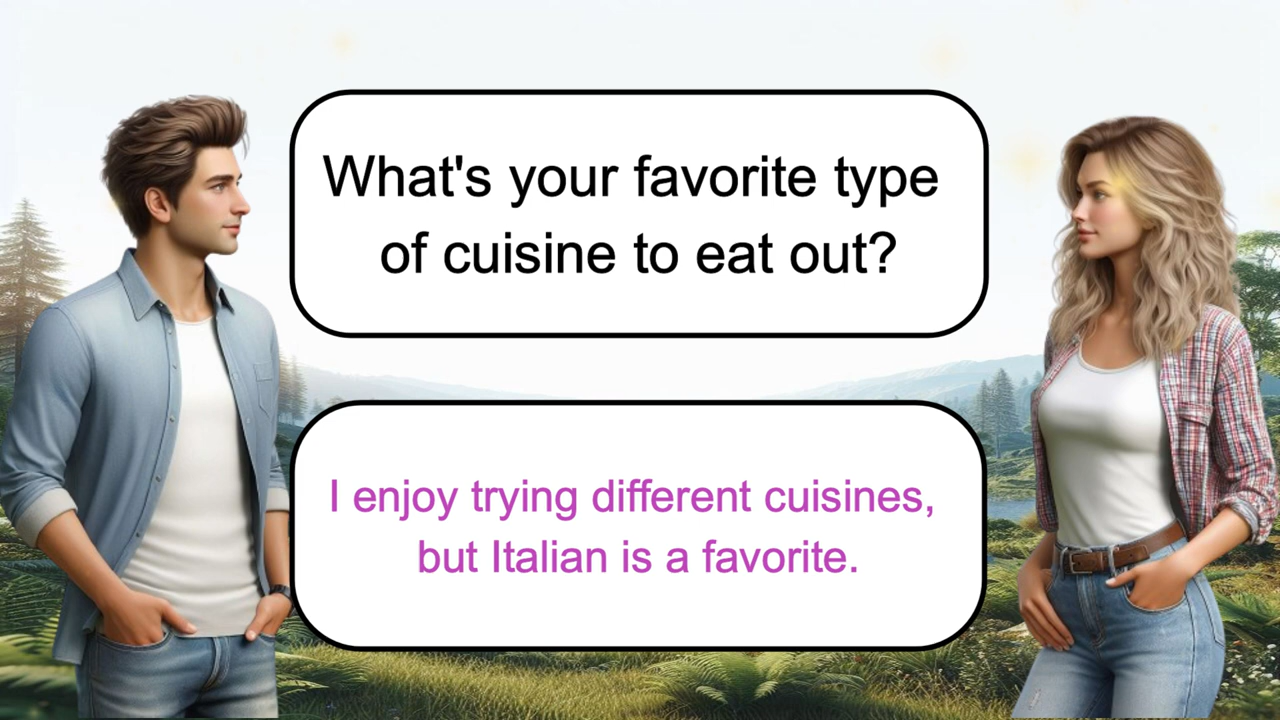 What's your favorite type
of cuisine to eat out?
I enjoy trying different cuisines,
but Italian is a favorite.